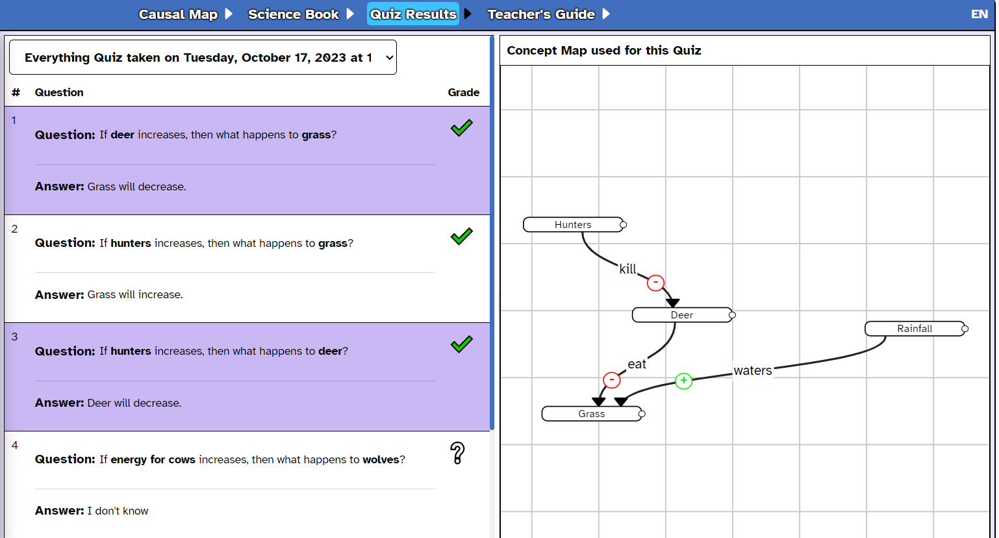 Causal Map Science Book Quiz Results Teacher's Guide EN
Everything Quiz taken on Tuesday, October 17, 2023 at 1
# Question Grade
1
Question: If deer increases, then what happens to grass?
Answer: Grass will decrease.
2
Question: If hunters increases, then what happens to grass?
Answer: Grass will increase.
3
Question: If hunters increases, then what happens to deer?
Answer: Deer will decrease.
4
Question: If energy for cows increases, then what happens to wolves?
?
Answer: I don't know
Concept Map used for this Quiz
Hunters
kill
-
Deer
Rainfall
eat
waters
-
+
Grass